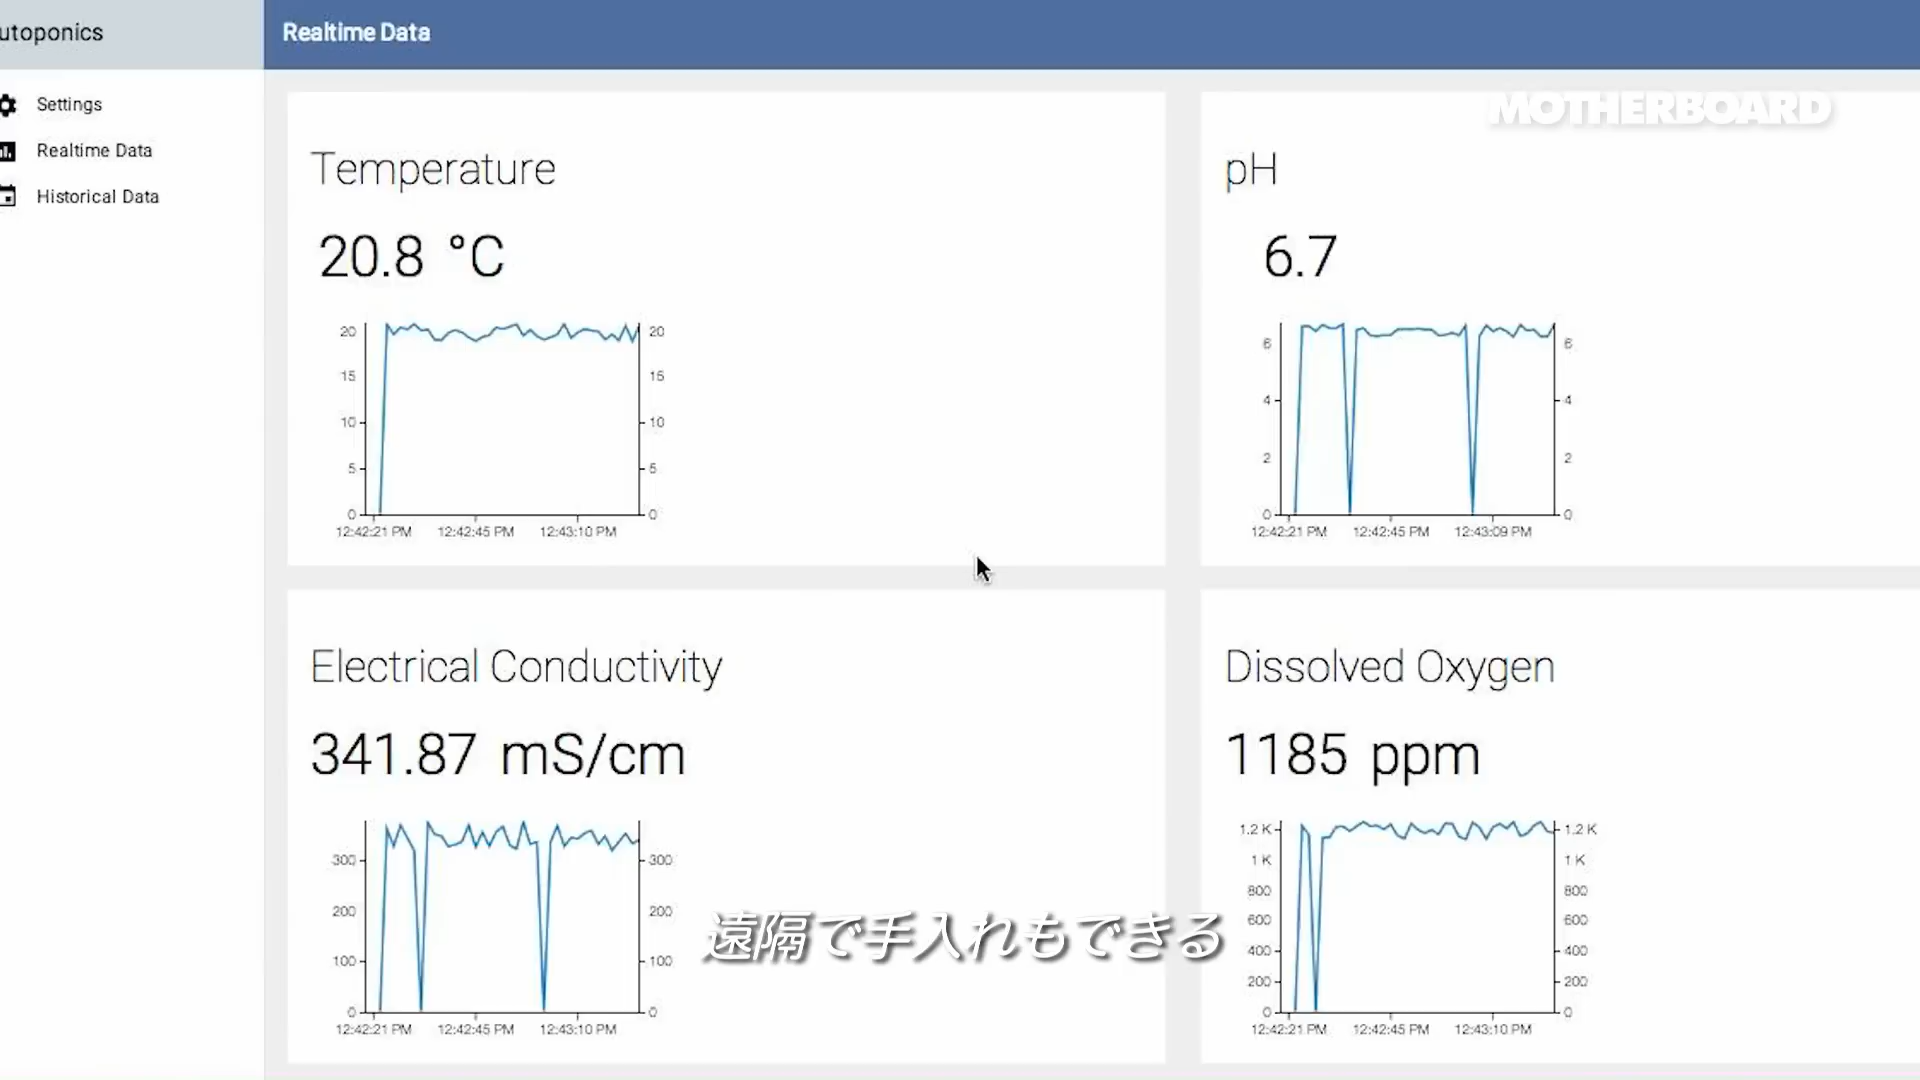 utoponics
Realtime Data
Settings
Realtime Data
Historical Data
MOTHERBOARD
Temperature
20.8 °C
20 20
15 15
10 10
5 5
0 0
12:42:21 PM 12:42:45 PM 12:43:10 PM
pH
6.7
6 6
4 4
2 2
0 0
12:42:21 PM 12:42:45 PM 12:43:09 PM
Electrical Conductivity
341.87 mS/cm
300 300
200 200
100 100
0 0
12:42:21 PM 12:42:45 PM 12:43:10 PM
Dissolved Oxygen
1185 ppm
1.2 K 1.2 K
1 K 1 K
800 800
600 600
400 400
200 200
0 0
12:42:21 PM 12:42:45 PM 12:43:10 PM
遠隔で手入れもできる